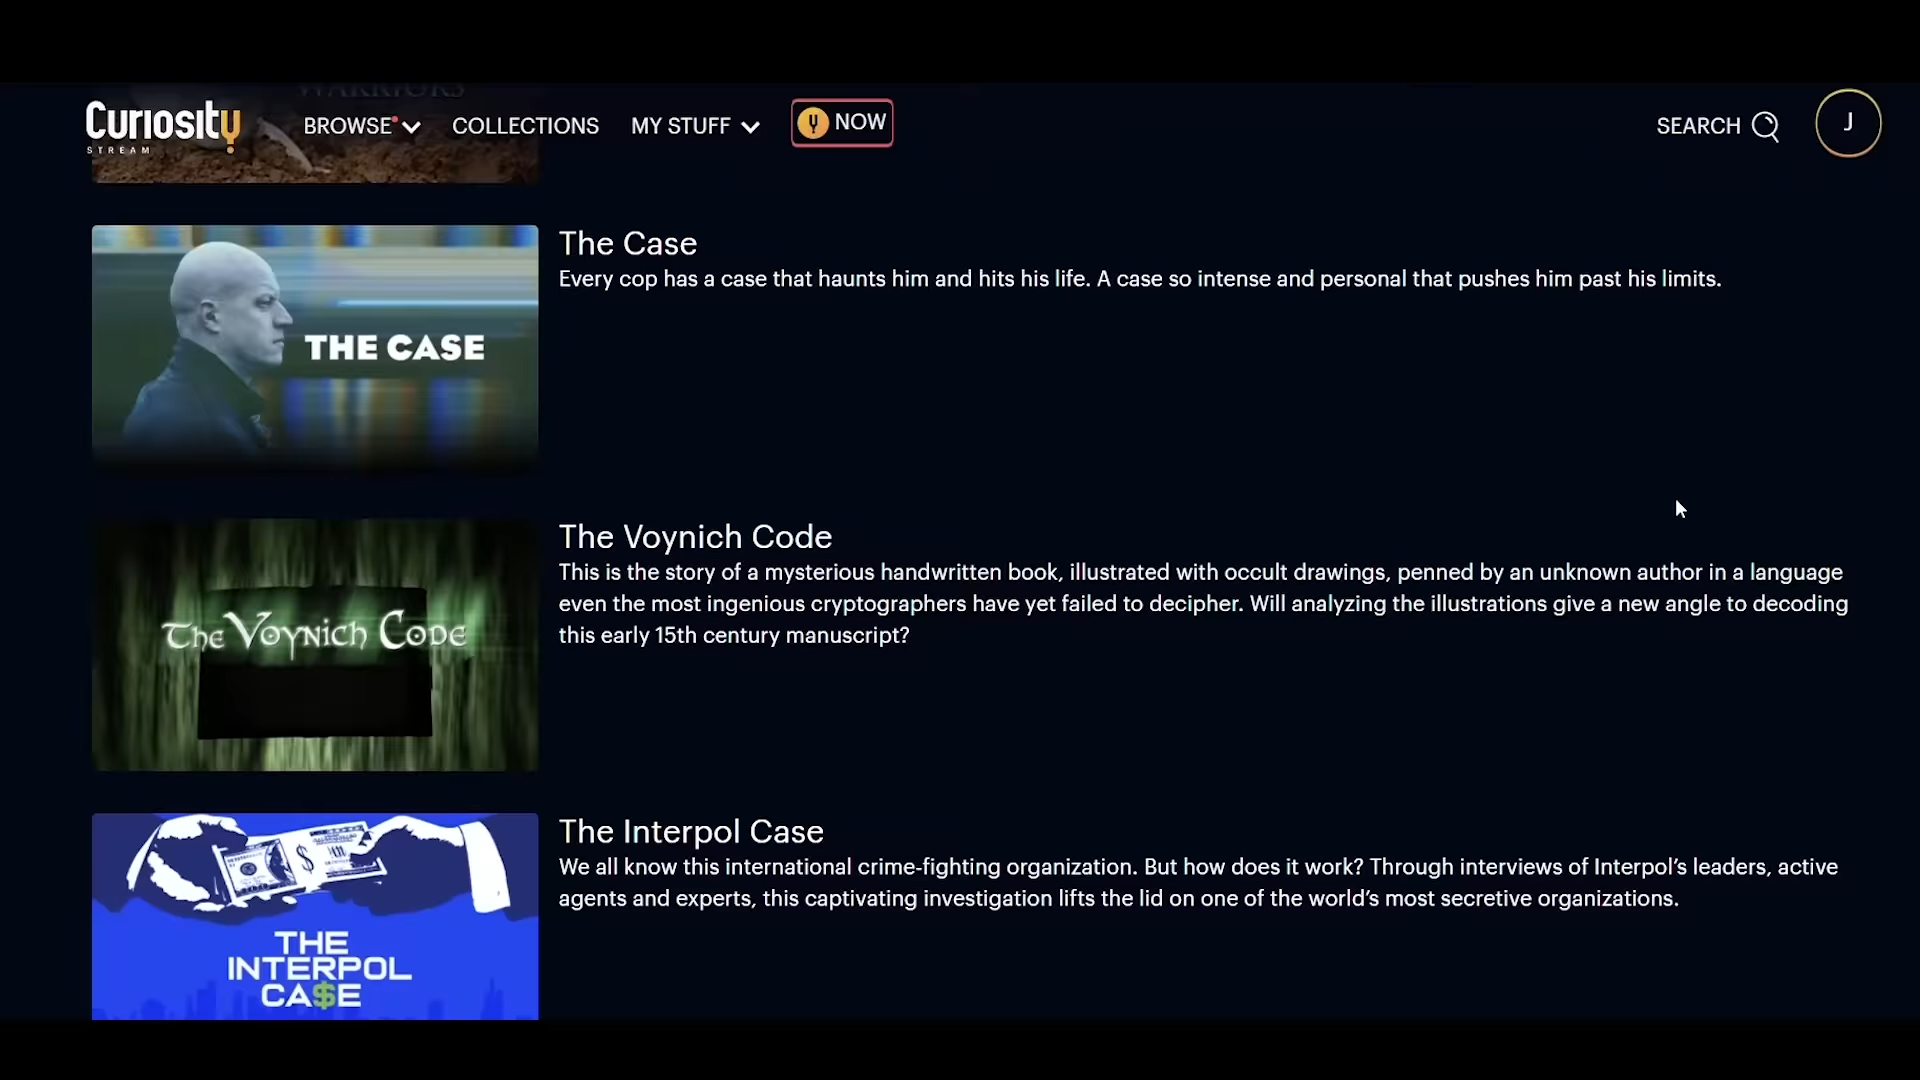 WARRIORS
Curiosity
STREAM
BROWSE
COLLECTIONS
MY STUFF
NOW
SEARCH
J
THE CASE
The Case
Every cop has a case that haunts him and hits his life. A case so intense and personal that pushes him past his limits.
The Voynich Code
The Voynich Code
This is the story of a mysterious handwritten book, illustrated with occult drawings, penned by an unknown author in a language
even the most ingenious cryptographers have yet failed to decipher. Will analyzing the illustrations give a new angle to decoding
this early 15th century manuscript?
THE
INTERPOL
CA$E
The Interpol Case
We all know this international crime-fighting organization. But how does it work? Through interviews of Interpol's leaders, active
agents and experts, this captivating investigation lifts the lid on one of the world's most secretive organizations.